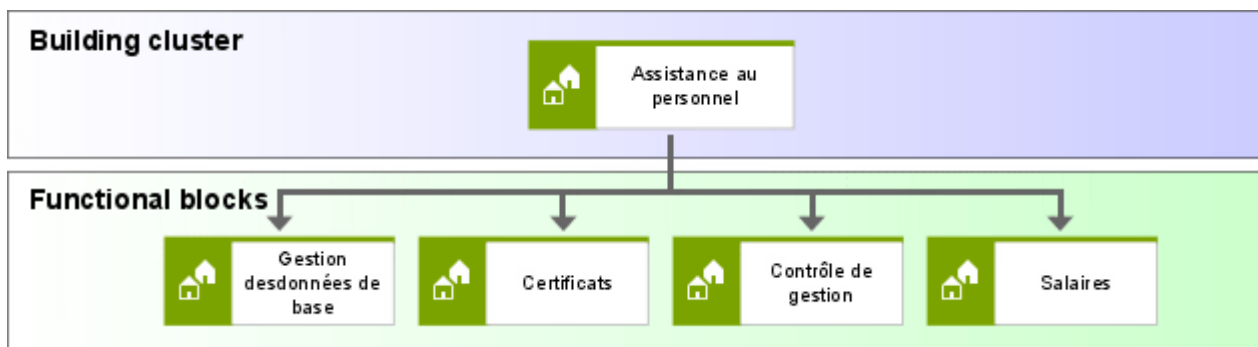 Building cluster
Assistance au
personnel
Functional blocks
Gestion
desdonnées de
base
Certificats
Contrôle de
gestion
Salaires